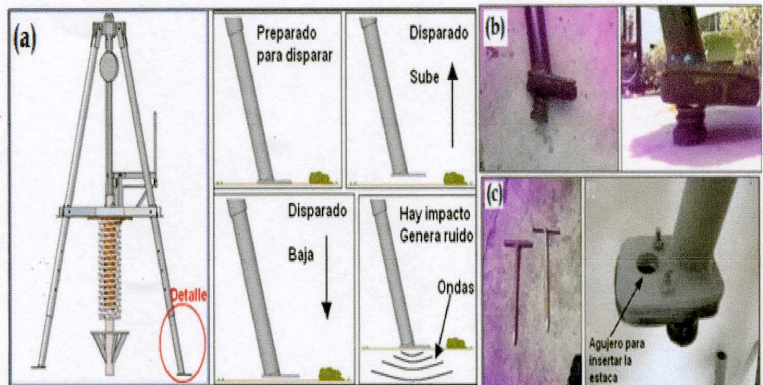 (a)
Detalle
Preparado
para disparar
Disparado
Sube
Disparado
Baja
Hay impacto
Genera ruido
Ondas
(b)
(c)
Agujero para
insertar la
estaca